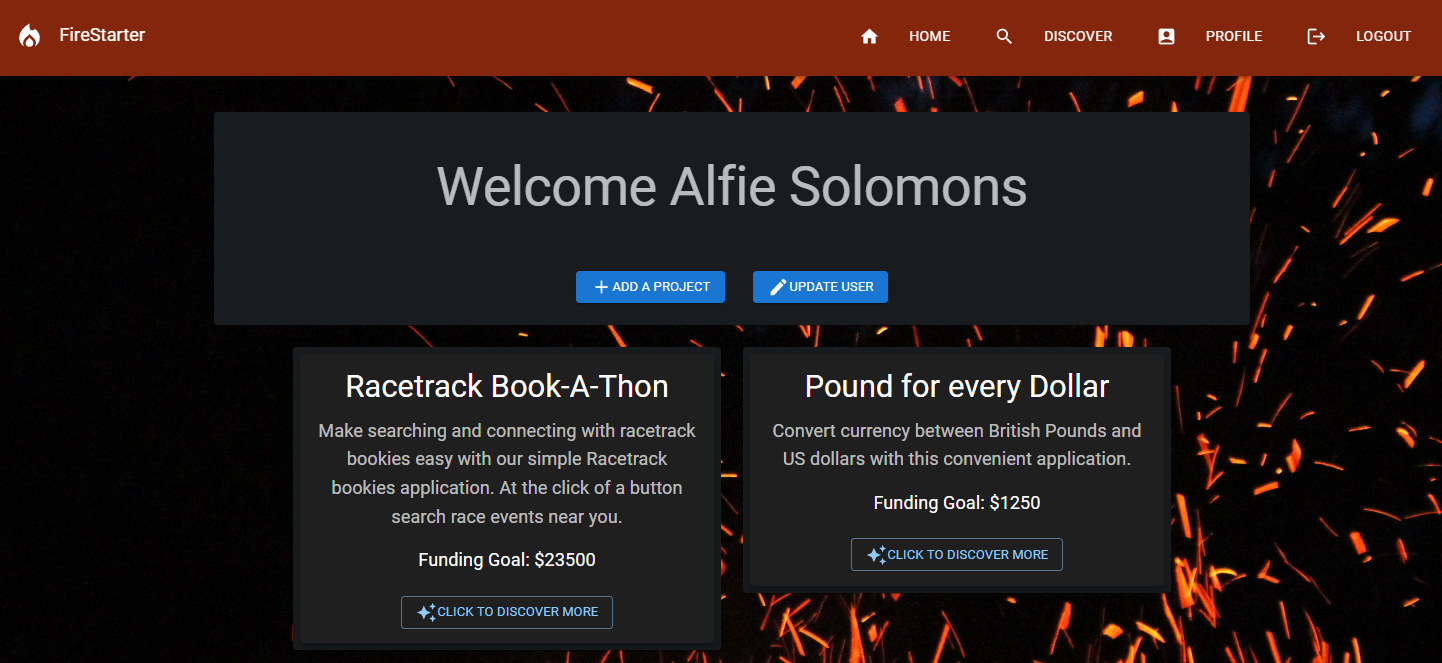 FireStarter
HOME
DISCOVER
PROFILE
LOGOUT
Welcome Alfie Solomons
ADD A PROJECT
UPDATE USER
Racetrack Book-A-Thon
Make searching and connecting with racetrack
bookies easy with our simple Racetrack
bookies application. At the click of a button
search race events near you.
Funding Goal: $23500
CLICK TO DISCOVER MORE
Pound for every Dollar
Convert currency between British Pounds and
US dollars with this convenient application.
Funding Goal: $1250
CLICK TO DISCOVER MORE